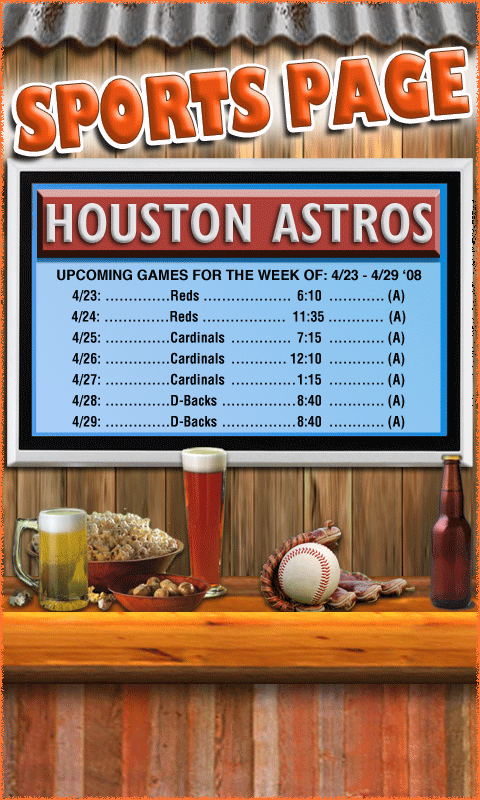 SPORTS PAGE
HOUSTON ASTROS
UPCOMING GAMES FOR THE WEEK OF: 4/23 - 4/29 ‘08
4/23: ..............Reds ................... 6:10 ............ (A)
4/24: ..............Reds ................... 11:35 ............ (A)
4/25: ..............Cardinals ............. 7:15 ............ (A)
4/26: ..............Cardinals ............. 12:10 ............ (A)
4/27: ..............Cardinals ............. 1:15 ............ (A)
4/28: ..............D-Backs ................ 8:40 ............ (A)
4/29: ..............D-Backs ................ 8:40 ............ (A)